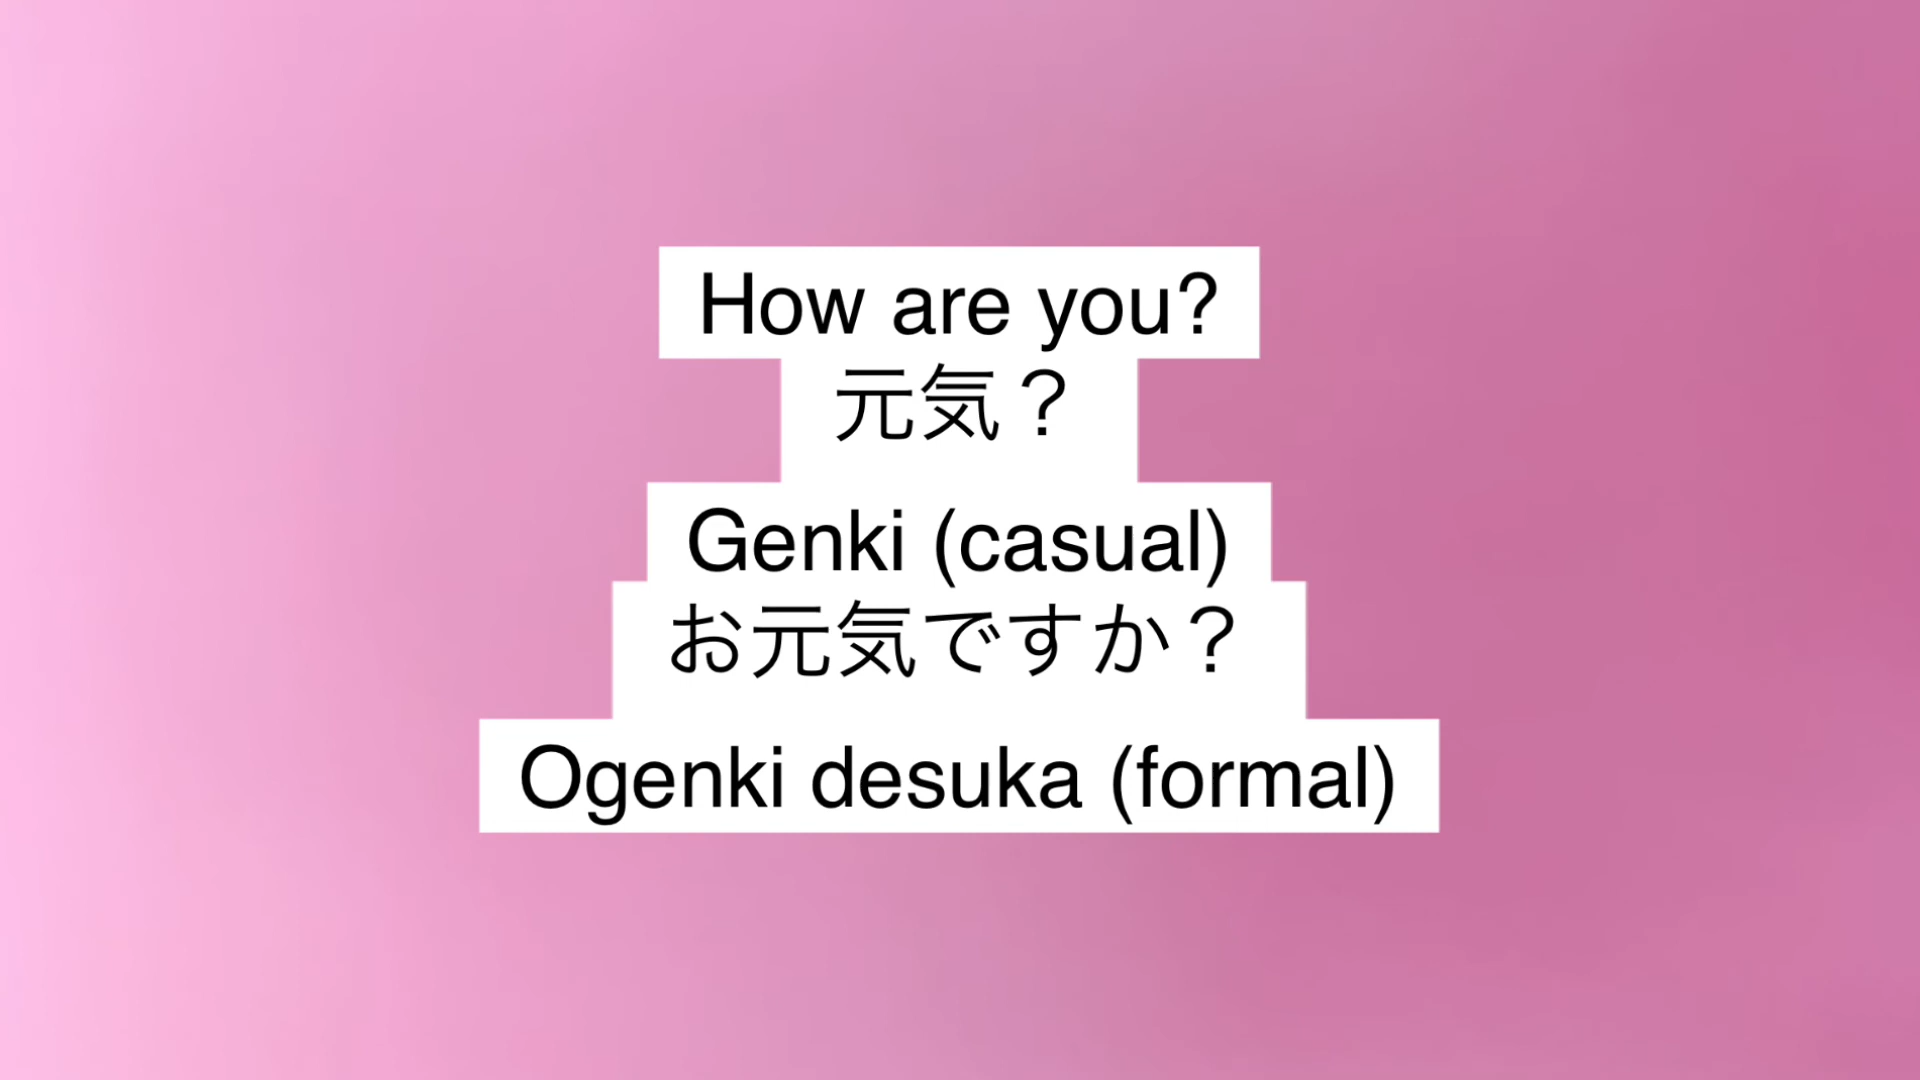 How are you?
元気？
Genki (casual)
お元気ですか？
Ogenki desuka (formal)